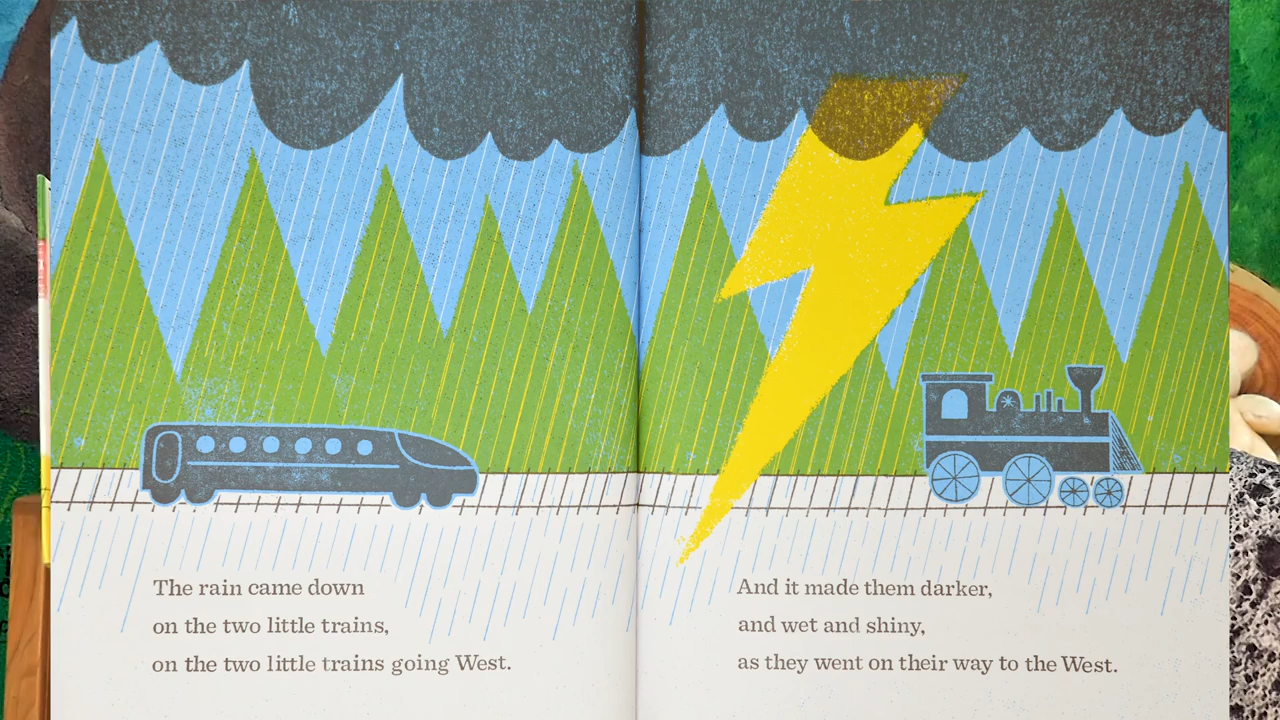 The rain came down
on the two little trains,
on the two little trains going West.
And it made them darker,
and wet and shiny,
as they went on their way to the West.